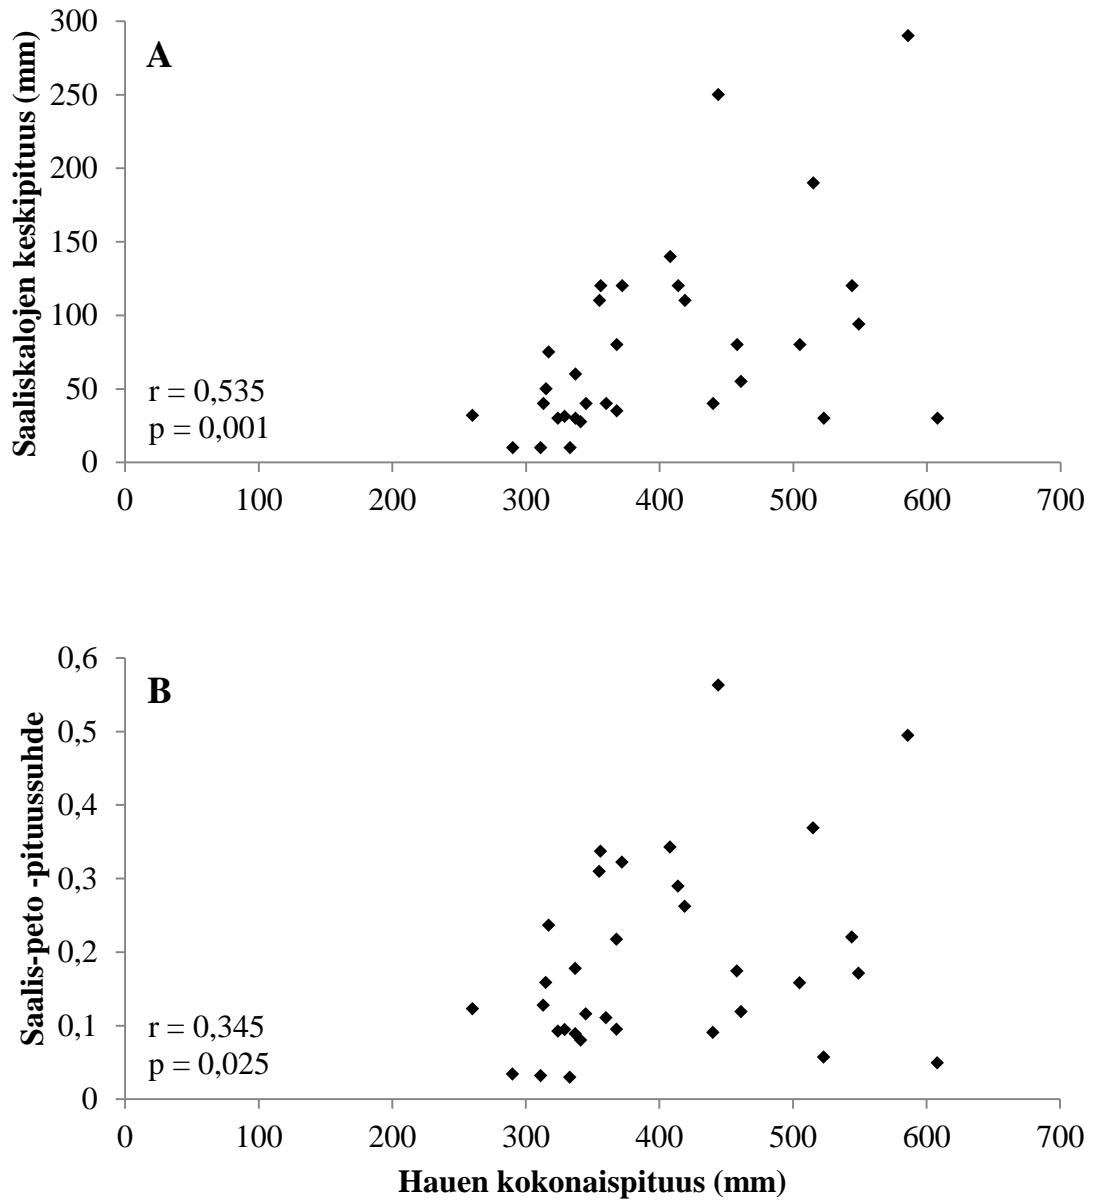 A
Saaliskalojen keskipituus (mm)
300
250
200
150
100
50
0
r = 0,535
p = 0,001
0 100 200 300 400 500 600 700
B
Saalis-peto -pituussuhde
0,6
0,5
0,4
0,3
0,2
0,1
0
r = 0,345
p = 0,025
0 100 200 300 400 500 600 700
Hauen kokonaispituus (mm)